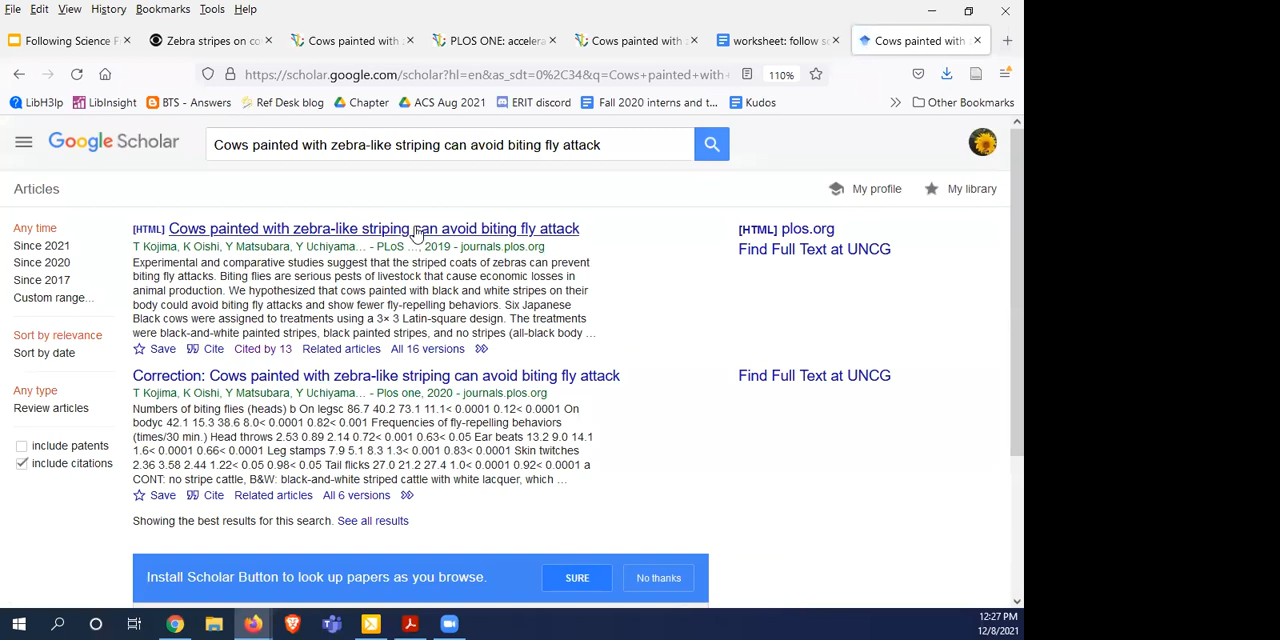 File Edit View History Bookmarks Tools Help
Following Science F
Zebra stripes on co
Cows painted with
PLOS ONE: accelera
Cows painted with
worksheet: follow s
Cows painted with
https://scholar.google.com/scholar?hl=en&as_sdt=0%2C34&q=Cows+painted+with+ 110%
LibH3lp LibInsight BTS - Answers Ref Desk blog Chapter ACS Aug 2021 ERIT discord Fall 2020 interns and t... Kudos Other Bookmarks
Google Scholar
Cows painted with zebra-like striping can avoid biting fly attack
Articles
My profile
My library
Any time
Since 2021
Since 2020
Since 2017
Custom range...
Sort by relevance
Sort by date
Any type
Review articles
include patents
include citations
[HTML] Cows painted with zebra-like striping can avoid biting fly attack
T Kojima, K Oishi, Y Matsubara, Y Uchiyama... - PLoS ..., 2019 - journals.plos.org
Experimental and comparative studies suggest that the striped coats of zebras can prevent
biting fly attacks. Biting flies are serious pests of livestock that cause economic losses in
animal production. We hypothesized that cows painted with black and white stripes on their
body could avoid biting fly attacks and show fewer fly-repelling behaviors. Six Japanese
Black cows were assigned to treatments using a 3× 3 Latin-square design. The treatments
were black-and-white painted stripes, black painted stripes, and no stripes (all-black body ...
Save Cite Cited by 13 Related articles All 16 versions
[HTML] plos.org
Find Full Text at UNCG
Correction: Cows painted with zebra-like striping can avoid biting fly attack
T Kojima, K Oishi, Y Matsubara, Y Uchiyama... - Plos one, 2020 - journals.plos.org
Numbers of biting flies (heads) b On legsc 86.7 40.2 73.1 11.1< 0.0001 0.12< 0.0001 On
bodyc 42.1 15.3 38.6 8.0< 0.0001 0.82< 0.001 Frequencies of fly-repelling behaviors
(times/30 min.) Head throws 2.53 0.89 2.14 0.72< 0.001 0.63< 0.05 Ear beats 13.2 9.0 14.1
1.6< 0.0001 0.66< 0.0001 Leg stamps 7.9 5.1 8.3 1.3< 0.001 0.83< 0.0001 Skin twitches
2.36 3.58 2.44 1.22< 0.05 0.98< 0.05 Tail flicks 27.0 21.2 27.4 1.0< 0.0001 0.92< 0.0001 a
CONT: no stripe cattle, B&W: black-and-white striped cattle with white lacquer, which ...
Save Cite Related articles All 6 versions
Find Full Text at UNCG
Showing the best results for this search. See all results
Install Scholar Button to look up papers as you browse.
SURE
No thanks
12:27 PM
12/8/2021